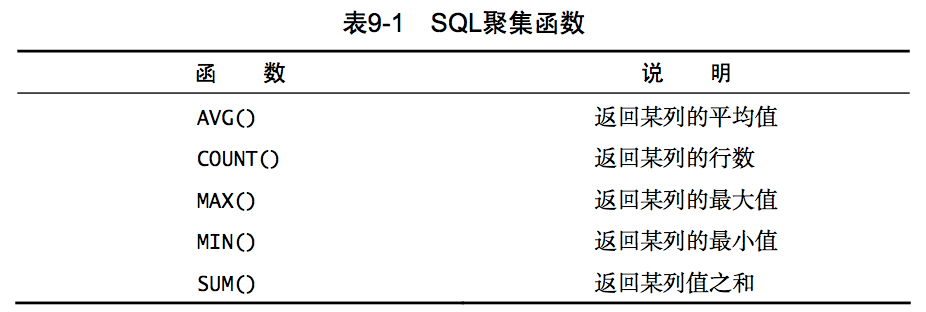 表9-1 SQL聚集函数
函 数 说 明
AVG() 返回某列的平均值
COUNT() 返回某列的行数
MAX() 返回某列的最大值
MIN() 返回某列的最小值
SUM() 返回某列值之和